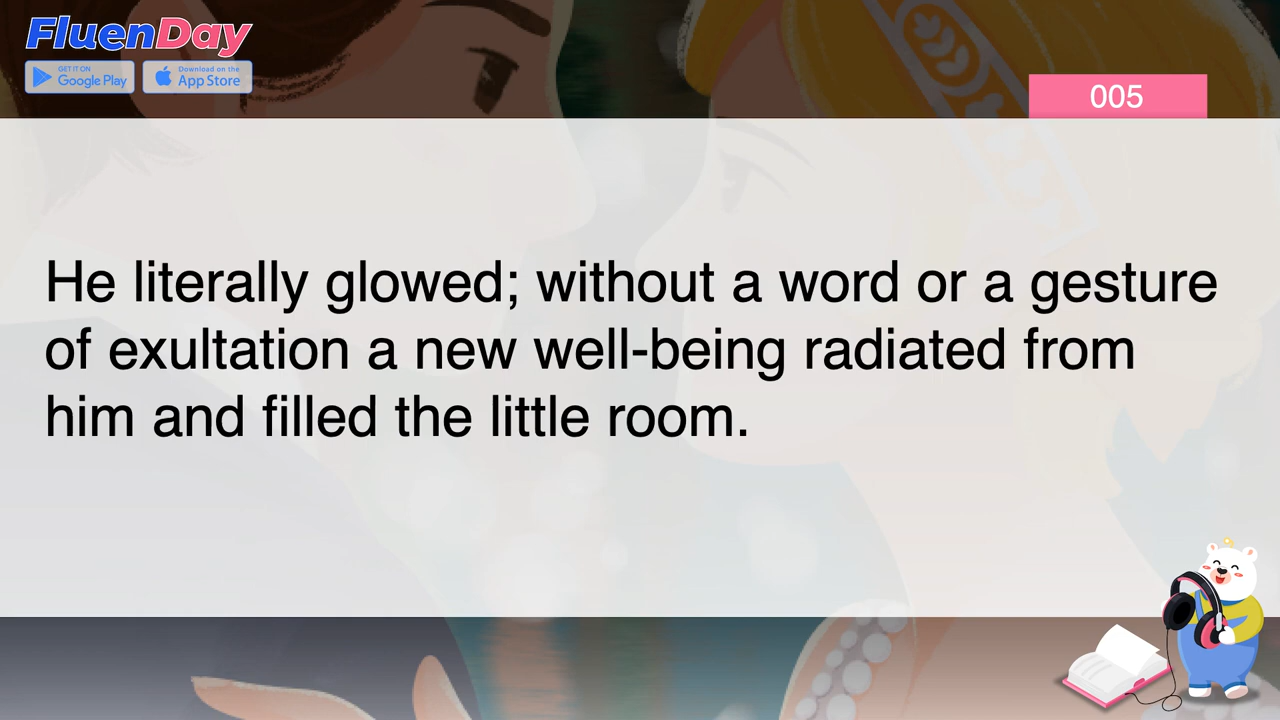 FluenDay
GET IT ON
Google Play
Download on the
App Store
005
He literally glowed; without a word or a gesture
of exultation a new well-being radiated from
him and filled the little room.